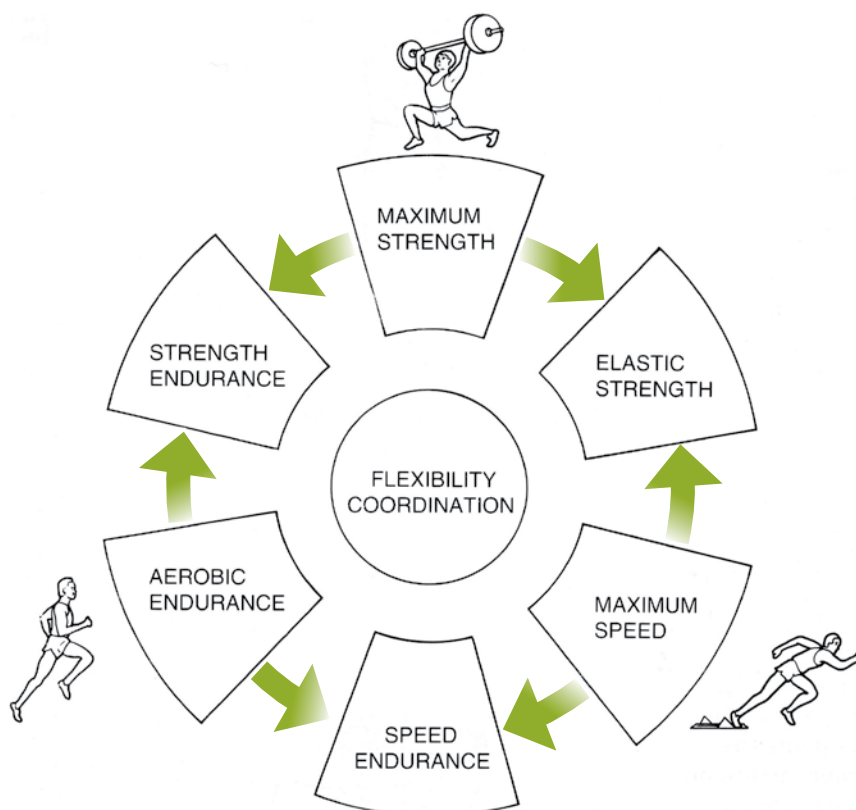 MAXIMUM
STRENGTH
STRENGTH
ENDURANCE
ELASTIC
STRENGTH
FLEXIBILITY
COORDINATION
AEROBIC
ENDURANCE
MAXIMUM
SPEED
SPEED
ENDURANCE